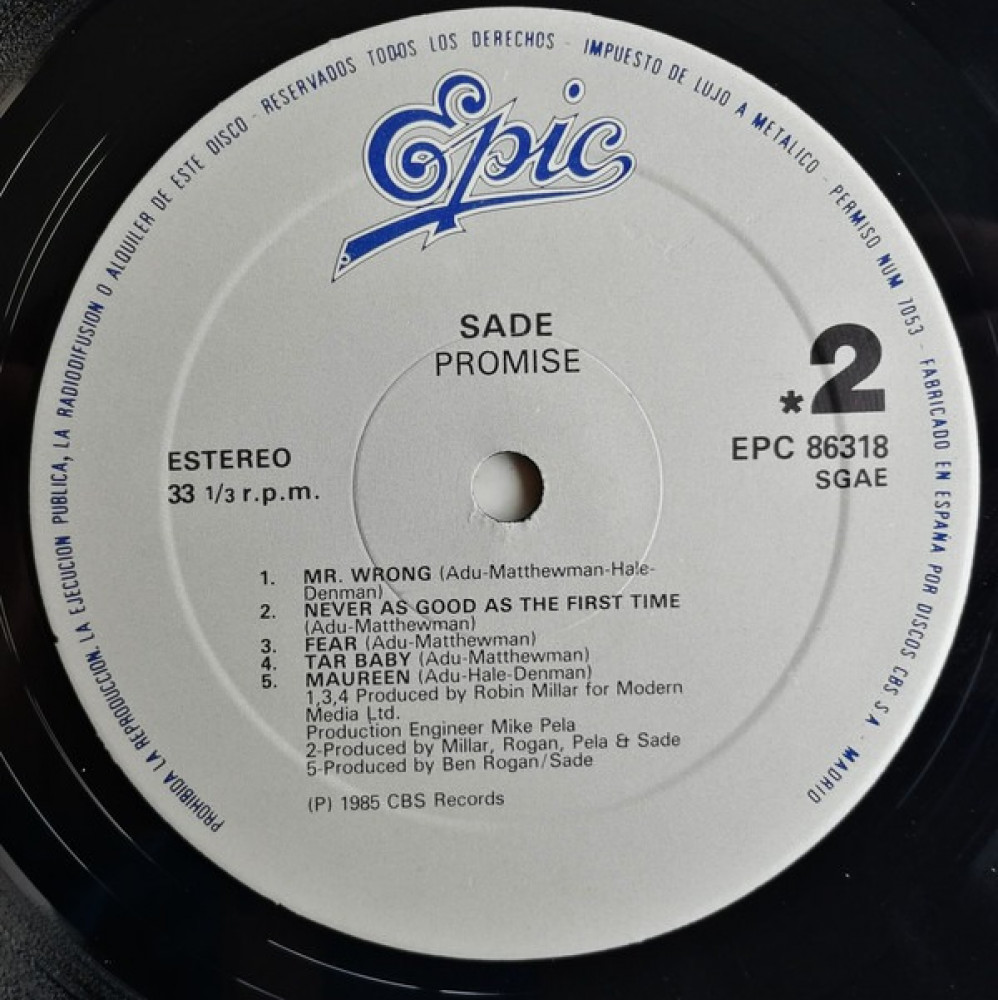 PROHIBIDA LA REPRODUCCION, LA EJECUCION PUBLICA, LA RADIODIFUSION O ALQUILER DE ESTE DISCO - RESERVADOS TODOS LOS DERECHOS - IMPUESTO DE LUJO A METALICO - PERMISO NUM 7053 - FABRICADO EN ESPAÑA POR DISCOS CBS S.A - MADRID
Epic
SADE
PROMISE
*2
EPC 86318
SGAE
ESTEREO
33 1/3 r.p.m.
1. MR. WRONG (Adu-Matthewman-Hale-
Denman)
2. NEVER AS GOOD AS THE FIRST TIME
(Adu-Matthewman)
3. FEAR (Adu-Matthewman)
4. TAR BABY (Adu-Matthewman)
5. MAUREEN (Adu-Hale-Denman)
1,3,4 Produced by Robin Millar for Modern
Media Ltd.
Production Engineer Mike Pela
2-Produced by Millar, Rogan, Pela & Sade
5-Produced by Ben Rogan/Sade
(P) 1985 CBS Records